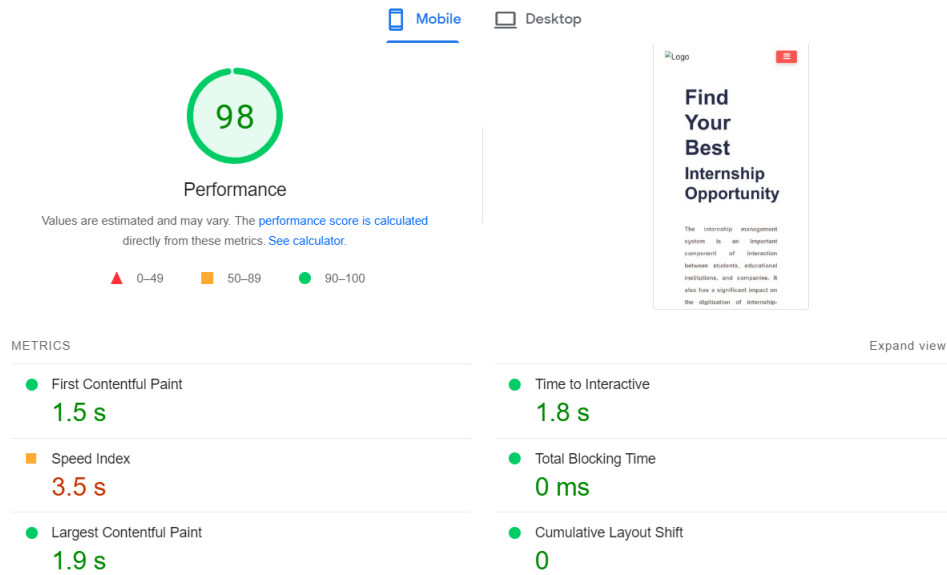 Mobile
Desktop
98
Performance
Values are estimated and may vary. The performance score is calculated
directly from these metrics. See calculator.
0–49
50–89
90–100
Logo
Find
Your
Best
Internship
Opportunity
The internship management
system is an important
component of interaction
between students, educational
institutions, and companies. It
also has a significant impact on
the digitization of internship-
METRICS
Expand view
First Contentful Paint
1.5 s
Time to Interactive
1.8 s
Speed Index
3.5 s
Total Blocking Time
0 ms
Largest Contentful Paint
1.9 s
Cumulative Layout Shift
0